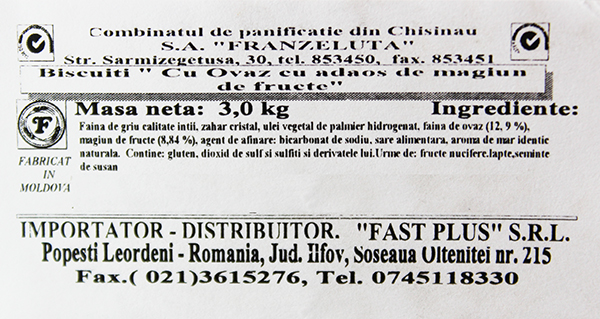 Combinatul de panificatie din Chisinau
S.A. "FRANZELUTA"
Str. Sarmizegetusa, 30, tel. 853450, fax. 853451
Biscuiti " Cu Ovaz cu adaos de magiun
de fructe"
Masa neta: 3,0 kg Ingrediente:
Faina de griu calitate intii, zahar cristal, ulei vegetal de palmier hidrogenat, faina de ovaz (12, 9 %),
magiun de fructe (8,84 %), agent de afinare: bicarbonat de sodiu, sare alimentara, aroma de mar identic
naturala. Contine: gluten, dioxid de sulf si sulfiti si derivatele lui.Urme de: fructe nucifere.lapte,seminte
de susan
F
FABRICAT
IN
MOLDOVA
IMPORTATOR - DISTRIBUITOR. "FAST PLUS" S.R.L.
Popesti Leordeni - Romania, Jud. Ilfov, Soseaua Oltenitei nr. 215
Fax.( 021)3615276, Tel. 0745118330